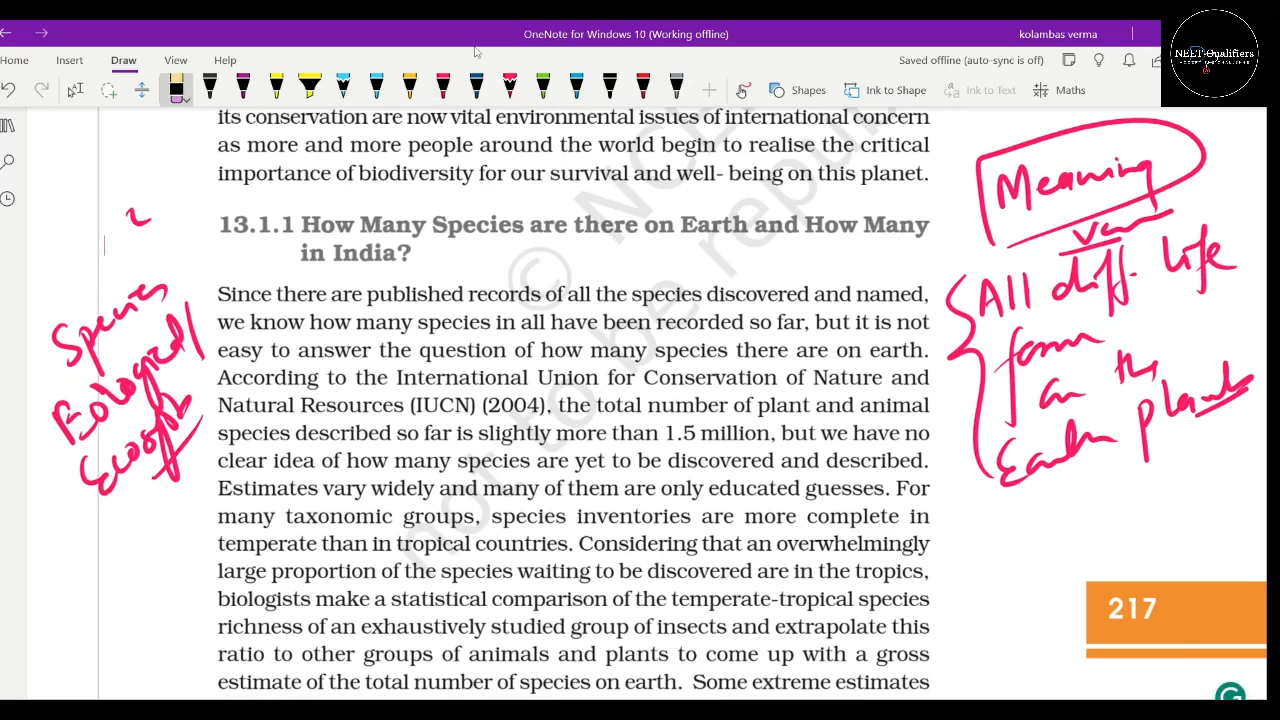 OneNote for Windows 10 (Working offline)
kolambas verma
NEET Qualifiers
Home Insert Draw View Help
Saved offline (auto-sync is off)
Shapes Ink to Shape Ink to Text Maths
its conservation are now vital environmental issues of international concern
as more and more people around the world begin to realise the critical
importance of biodiversity for our survival and well- being on this planet.
13.1.1 How Many Species are there on Earth and How Many
in India?
Since there are published records of all the species discovered and named,
we know how many species in all have been recorded so far, but it is not
easy to answer the question of how many species there are on earth.
According to the International Union for Conservation of Nature and
Natural Resources (IUCN) (2004), the total number of plant and animal
species described so far is slightly more than 1.5 million, but we have no
clear idea of how many species are yet to be discovered and described.
Estimates vary widely and many of them are only educated guesses. For
many taxonomic groups, species inventories are more complete in
temperate than in tropical countries. Considering that an overwhelmingly
large proportion of the species waiting to be discovered are in the tropics,
biologists make a statistical comparison of the temperate-tropical species
richness of an exhaustively studied group of insects and extrapolate this
ratio to other groups of animals and plants to come up with a gross
estimate of the total number of species on earth. Some extreme estimates
© NCE
not to be republ
Species
Meaning
All diff. life
form
on the
Earth
217